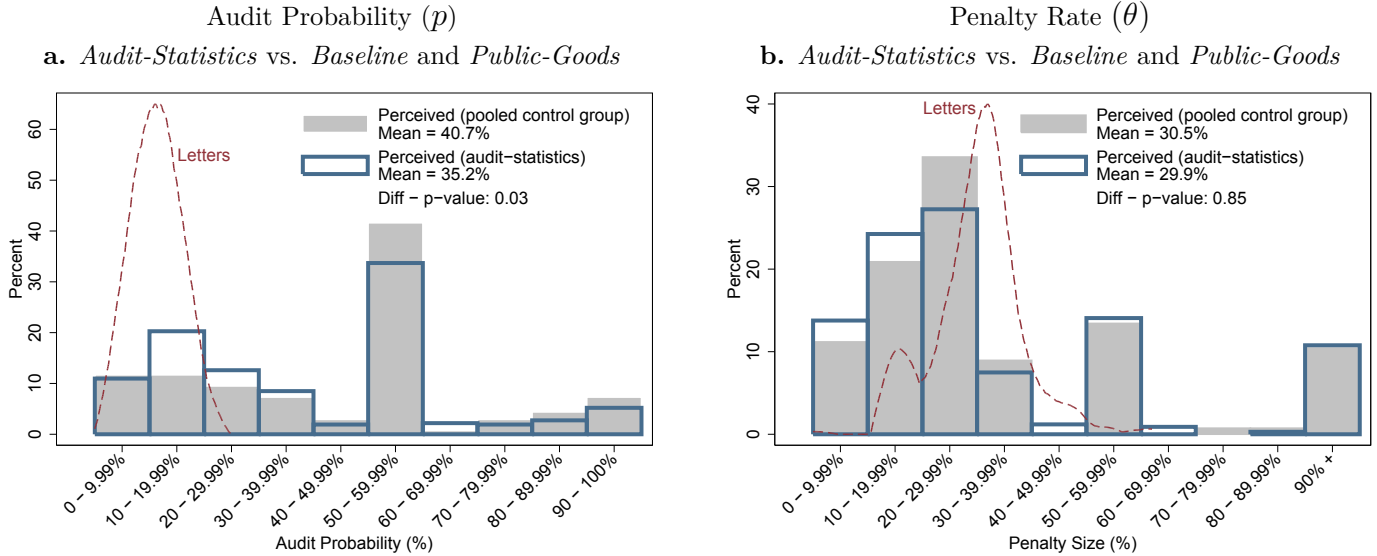 Audit Probability (p)
a. Audit-Statistics vs. Baseline and Public-Goods
Percent
0
10
20
30
40
50
60
Letters
Perceived (pooled control group)
Mean = 40.7%
Perceived (audit−statistics)
Mean = 35.2%
Diff − p−value: 0.03
0 − 9.99%
10 − 19.99%
20 − 29.99%
30 − 39.99%
40 − 49.99%
50 − 59.99%
60 − 69.99%
70 − 79.99%
80 − 89.99%
90 − 100%
Audit Probability (%)
Penalty Rate (θ)
b. Audit-Statistics vs. Baseline and Public-Goods
Percent
0
10
20
30
40
Letters
Perceived (pooled control group)
Mean = 30.5%
Perceived (audit−statistics)
Mean = 29.9%
Diff − p−value: 0.85
0 − 9.99%
10 − 19.99%
20 − 29.99%
30 − 39.99%
40 − 49.99%
50 − 59.99%
60 − 69.99%
70 − 79.99%
80 − 89.99%
90% +
Penalty Size (%)